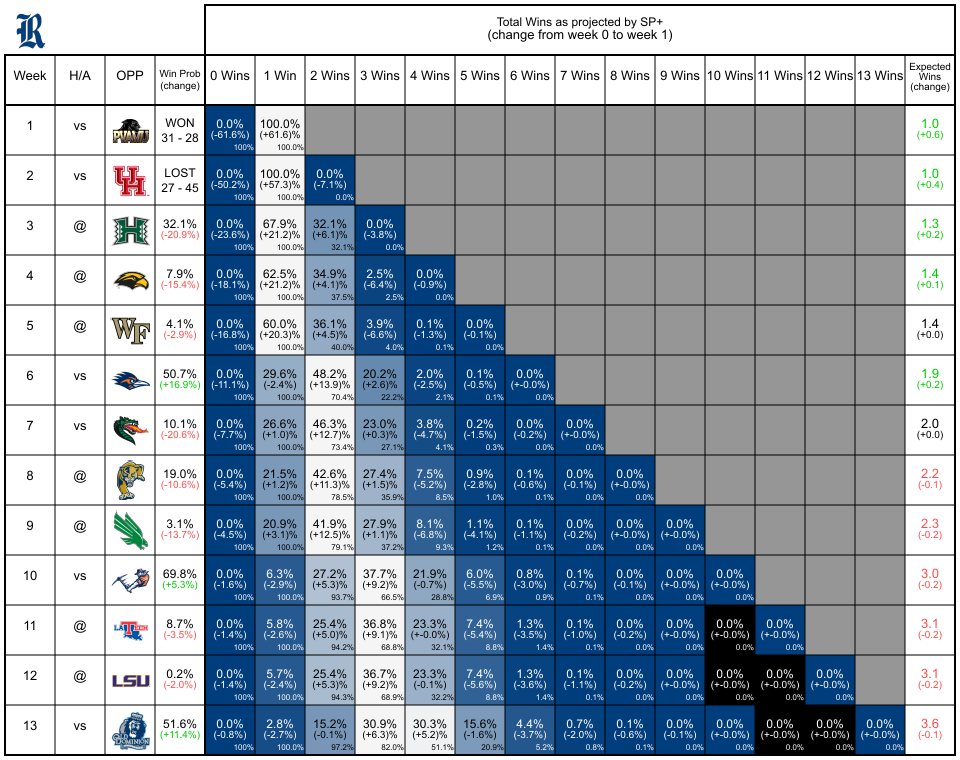 R
Total Wins as projected by SP+
(change from week 0 to week 1)
Week H/A OPP Win Prob (change) 0 Wins 1 Win 2 Wins 3 Wins 4 Wins 5 Wins 6 Wins 7 Wins 8 Wins 9 Wins 10 Wins 11 Wins 12 Wins 13 Wins Expected Wins (change)
1 vs PVAMU WON 0.0% 100.0% 1.0
31 - 28 (-61.6%) (+61.6)% (+0.6)
100% 100.0%
2 vs UH LOST 0.0% 100.0% 0.0% 1.0
27 - 45 (-50.2%) (+57.3)% (-7.1%) (+0.4)
100% 100.0% 0.0%
3 @ H 32.1% 0.0% 67.9% 32.1% 0.0% 1.3
(-20.9%) (-23.6%) (+21.2)% (+6.1)% (-3.8%) (+0.2)
100% 100.0% 32.1% 0.0%
4 @ 7.9% 0.0% 62.5% 34.9% 2.5% 0.0% 1.4
(-15.4%) (-18.1%) (+21.2)% (+4.1)% (-6.4%) (-0.9%) (+0.1)
100% 100.0% 37.5% 2.5% 0.0%
5 @ WF 4.1% 0.0% 60.0% 36.1% 3.9% 0.1% 0.0% 1.4
(-2.9%) (-16.8%) (+20.3)% (+4.5)% (-6.6%) (-1.3%) (-0.1%) (+0.0)
100% 100.0% 40.0% 4.0% 0.1% 0.0%
6 vs 50.7% 0.0% 29.6% 48.2% 20.2% 2.0% 0.1% 0.0% 1.9
(+16.9%) (-11.1%) (-2.4%) (+13.9)% (+2.6)% (-2.5%) (-0.5%) (+-0.0%) (+0.2)
100% 100.0% 70.4% 22.2% 2.1% 0.1% 0.0%
7 vs 10.1% 0.0% 26.6% 46.3% 23.0% 3.8% 0.2% 0.0% 0.0% 2.0
(-20.6%) (-7.7%) (+1.0)% (+12.7)% (+0.3)% (-4.7%) (-1.5%) (-0.2%) (+-0.0%) (+0.0)
100% 100.0% 73.4% 27.1% 4.1% 0.3% 0.0% 0.0%
8 @ 19.0% 0.0% 21.5% 42.6% 27.4% 7.5% 0.9% 0.1% 0.0% 0.0% 2.2
(-10.6%) (-5.4%) (+1.2)% (+11.3)% (+1.5)% (-5.2%) (-2.8%) (-0.6%) (-0.1%) (+-0.0%) (-0.1)
100% 100.0% 78.5% 35.9% 8.5% 1.0% 0.1% 0.0% 0.0%
9 @ 3.1% 0.0% 20.9% 41.9% 27.9% 8.1% 1.1% 0.1% 0.0% 0.0% 0.0% 2.3
(-13.7%) (-4.5%) (+3.1)% (+12.5)% (+1.1)% (-6.8%) (-4.1%) (-1.1%) (-0.2%) (+-0.0%) (+-0.0%) (-0.2)
100% 100.0% 79.1% 37.2% 9.3% 1.2% 0.1% 0.0% 0.0% 0.0%
10 vs 69.8% 0.0% 6.3% 27.2% 37.7% 21.9% 6.0% 0.8% 0.1% 0.0% 0.0% 0.0% 3.0
(+5.3%) (-1.6%) (-2.9%) (+5.3)% (+9.2)% (-0.7%) (-5.5%) (-3.0%) (-0.7%) (-0.1%) (+-0.0%) (+-0.0%) (-0.2)
100% 100.0% 93.7% 66.5% 28.8% 6.9% 0.9% 0.1% 0.0% 0.0% 0.0%
11 @ LA TECH 8.7% 0.0% 5.8% 25.4% 36.8% 23.3% 7.4% 1.3% 0.1% 0.0% 0.0% 0.0% 0.0% 3.1
(-3.5%) (-1.4%) (-2.6%) (+5.0)% (+9.1)% (+-0.0%) (-5.4%) (-3.5%) (-1.0%) (-0.2%) (+-0.0%) (+-0.0%) (+-0.0%) (-0.2)
100% 100.0% 94.2% 68.8% 32.1% 8.8% 1.4% 0.1% 0.0% 0.0% 0.0% 0.0%
12 @ LSU 0.2% 0.0% 5.7% 25.4% 36.7% 23.3% 7.4% 1.3% 0.1% 0.0% 0.0% 0.0% 0.0% 0.0% 3.1
(-2.0%) (-1.4%) (-2.4%) (+5.3)% (+9.2)% (-0.1%) (-5.6%) (-3.6%) (-1.1%) (-0.2%) (+-0.0%) (+-0.0%) (+-0.0%) (+-0.0%) (-0.2)
100% 100.0% 94.3% 68.9% 32.2% 8.8% 1.4% 0.1% 0.0% 0.0% 0.0% 0.0% 0.0%
13 vs DOMINION 51.6% 0.0% 2.8% 15.2% 30.9% 30.3% 15.6% 4.4% 0.7% 0.1% 0.0% 0.0% 0.0% 0.0% 0.0% 3.6
(+11.4%) (-0.8%) (-2.7%) (-0.1%) (+6.3)% (+5.2)% (-1.6%) (-3.7%) (-2.0%) (-0.6%) (-0.1%) (+-0.0%) (+-0.0%) (+-0.0%) (+-0.0%) (-0.1)
100% 100.0% 97.2% 82.0% 51.1% 20.9% 5.2% 0.8% 0.1% 0.0% 0.0% 0.0% 0.0% 0.0%